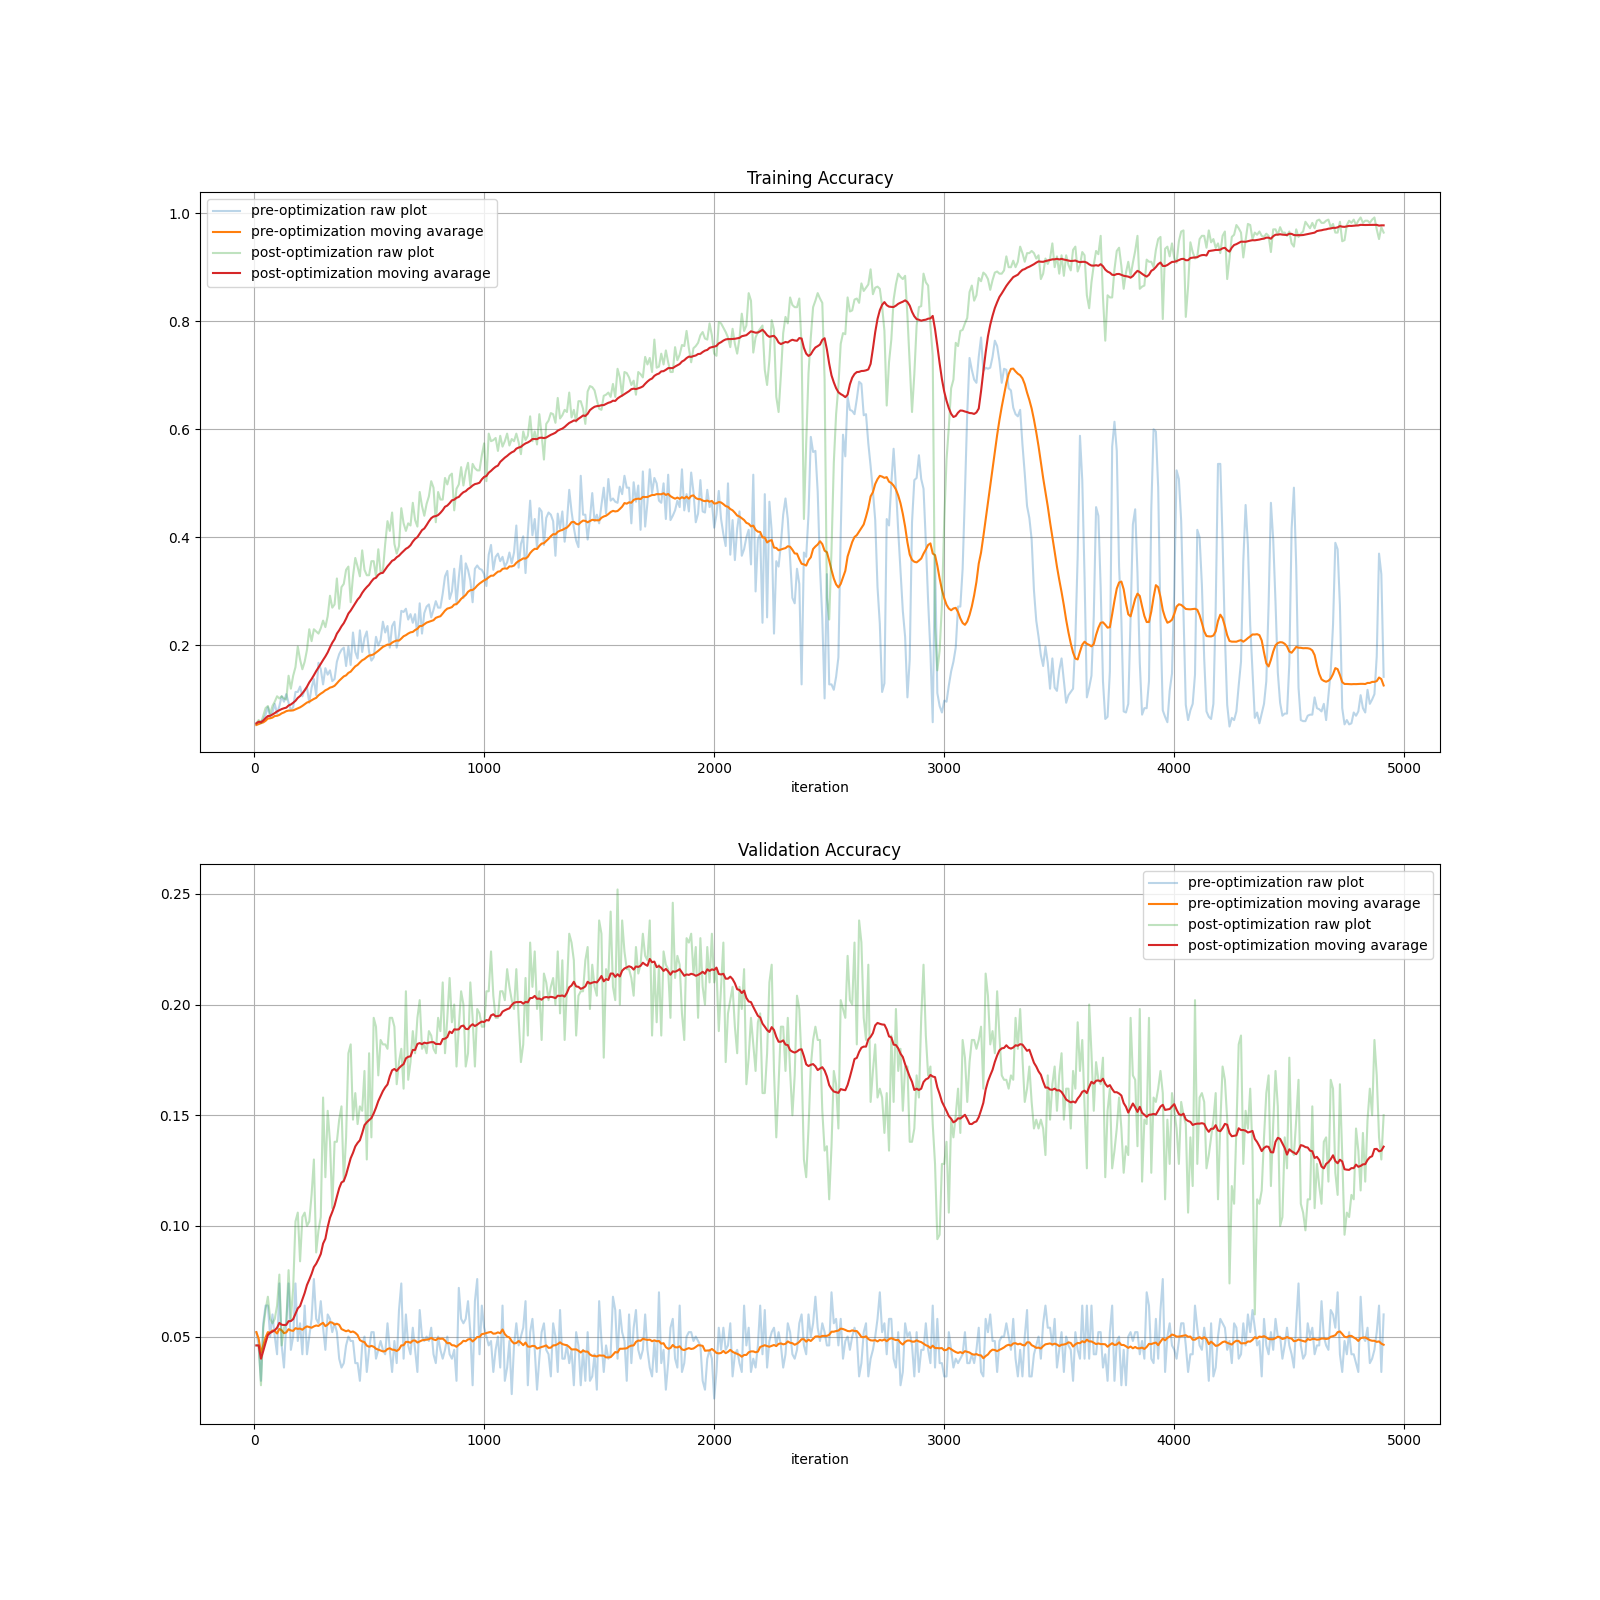 Training Accuracy
pre-optimization raw plot
pre-optimization moving avarage
post-optimization raw plot
post-optimization moving avarage
1.0
0.8
0.6
0.4
0.2
0 1000 2000 3000 4000 5000
iteration
Validation Accuracy
pre-optimization raw plot
pre-optimization moving avarage
post-optimization raw plot
post-optimization moving avarage
0.25
0.20
0.15
0.10
0.05
0 1000 2000 3000 4000 5000
iteration